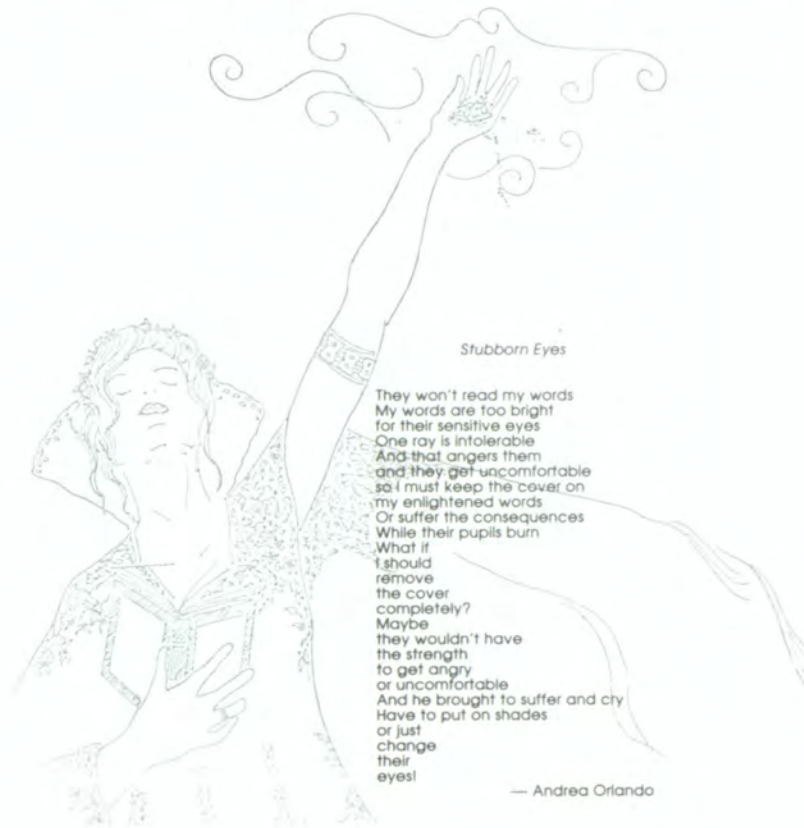 Stubborn Eyes
They won't read my words
My words are too bright
for their sensitive eyes
One ray is intolerable
And that angers them
and they get uncomfortable
so I must keep the cover on
my enlightened words
Or suffer the consequences
While their pupils burn
What if
I should
remove
the cover
completely?
Maybe
they wouldn't have
the strength
to get angry
or uncomfortable
And he brought to suffer and cry
Have to put on shades
or just
change
their
eyes!
— Andrea Orlando